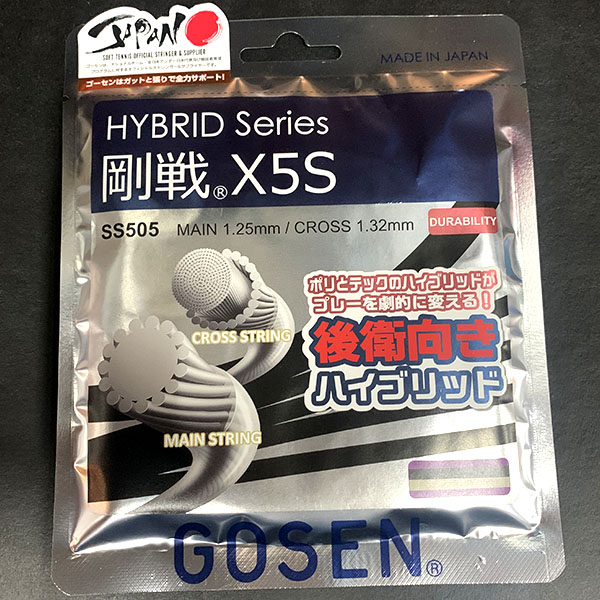 JAPAN
SOFT TENNIS OFFICIAL STRINGER & SUPPLIER
ゴーセンはガットと張りで全力サポート!
MADE IN JAPAN
HYBRID Series
剛戦® X5S
SS505 MAIN 1.25mm / CROSS 1.32mm
DURABILITY
ポリとテックのハイブリッドが
プレーを劇的に変える!
後衛向き
ハイブリッド
CROSS STRING
MAIN STRING
GOSEN®